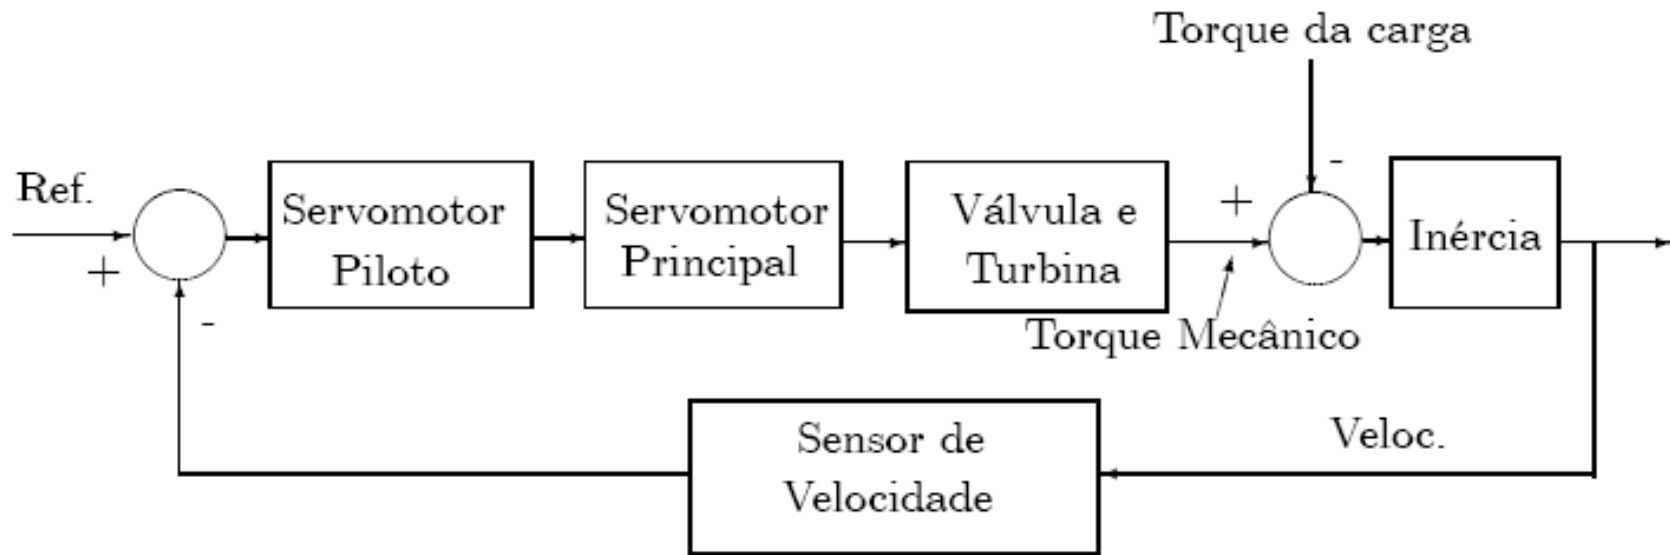 Torque da carga
Ref.
+
-
Servomotor
Piloto
Servomotor
Principal
Válvula e
Turbina
+
-
Inércia
Torque Mecânico
Sensor de
Velocidade
Veloc.